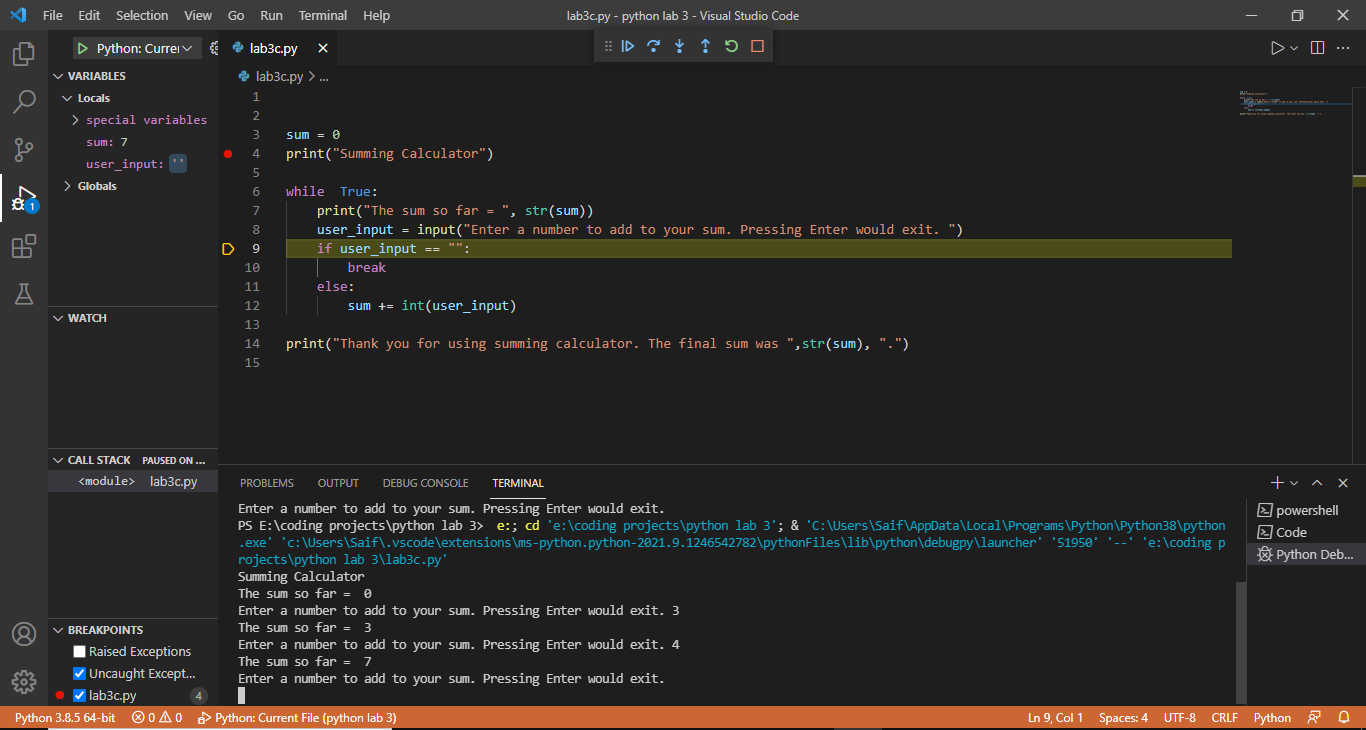 File Edit Selection View Go Run Terminal Help lab3c.py - python lab 3 - Visual Studio Code
Python: Curre
lab3c.py
VARIABLES
Locals
special variables
sum: 7
user_input: ''
Globals
WATCH
CALL STACK PAUSED ON ...
<module> lab3c.py
BREAKPOINTS
Raised Exceptions
Uncaught Except...
lab3c.py 4
1
lab3c.py > ...
1
2
3 sum = 0
4 print("Summing Calculator")
5
6 while  True:
7     print("The sum so far = ", str(sum))
8     user_input = input("Enter a number to add to your sum. Pressing Enter would exit. ")
9     if user_input == "":
10         break
11     else:
12         sum += int(user_input)
13
14 print("Thank you for using summing calculator. The final sum was ",str(sum), ".")
15
PROBLEMS OUTPUT DEBUG CONSOLE TERMINAL
Enter a number to add to your sum. Pressing Enter would exit.
PS E:\coding projects\python lab 3>  e:; cd 'e:\coding projects\python lab 3'; & 'C:\Users\Saif\AppData\Local\Programs\Python\Python38\python
.exe' 'c:\Users\Saif\.vscode\extensions\ms-python.python-2021.9.1246542782\pythonFiles\lib\python\debugpy\launcher' '51950' '--' 'e:\coding p
rojects\python lab 3\lab3c.py'
Summing Calculator
The sum so far =  0
Enter a number to add to your sum. Pressing Enter would exit. 3
The sum so far =  3
Enter a number to add to your sum. Pressing Enter would exit. 4
The sum so far =  7
Enter a number to add to your sum. Pressing Enter would exit.
powershell
Code
Python Deb...
Python 3.8.5 64-bit 0 0 Python: Current File (python lab 3) Ln 9, Col 1 Spaces: 4 UTF-8 CRLF Python